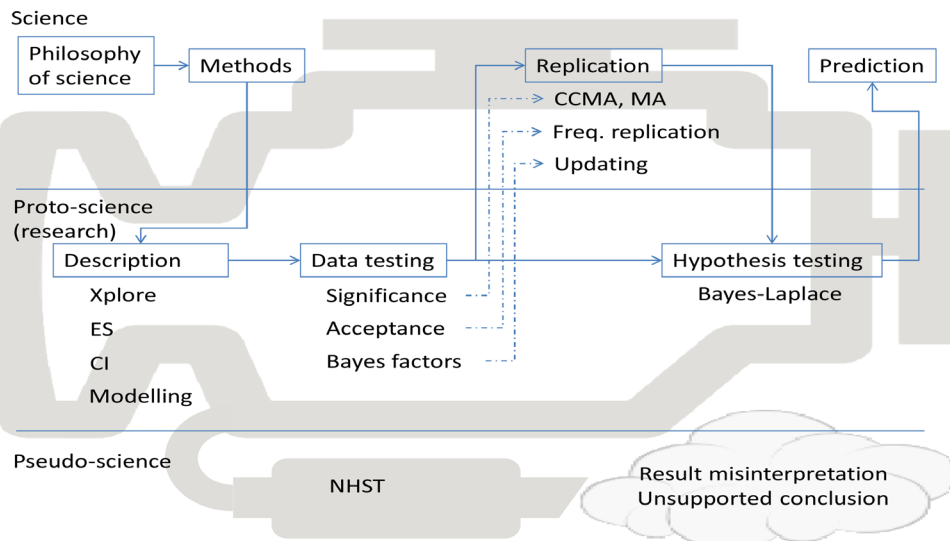 Science
Philosophy
of science
Methods
Replication
Prediction
CCMA, MA
Freq. replication
Updating
Proto-science
(research)
Description
Data testing
Hypothesis testing
Xplore
Significance
Bayes-Laplace
ES
Acceptance
CI
Bayes factors
Modelling
Pseudo-science
NHST
Result misinterpretation
Unsupported conclusion